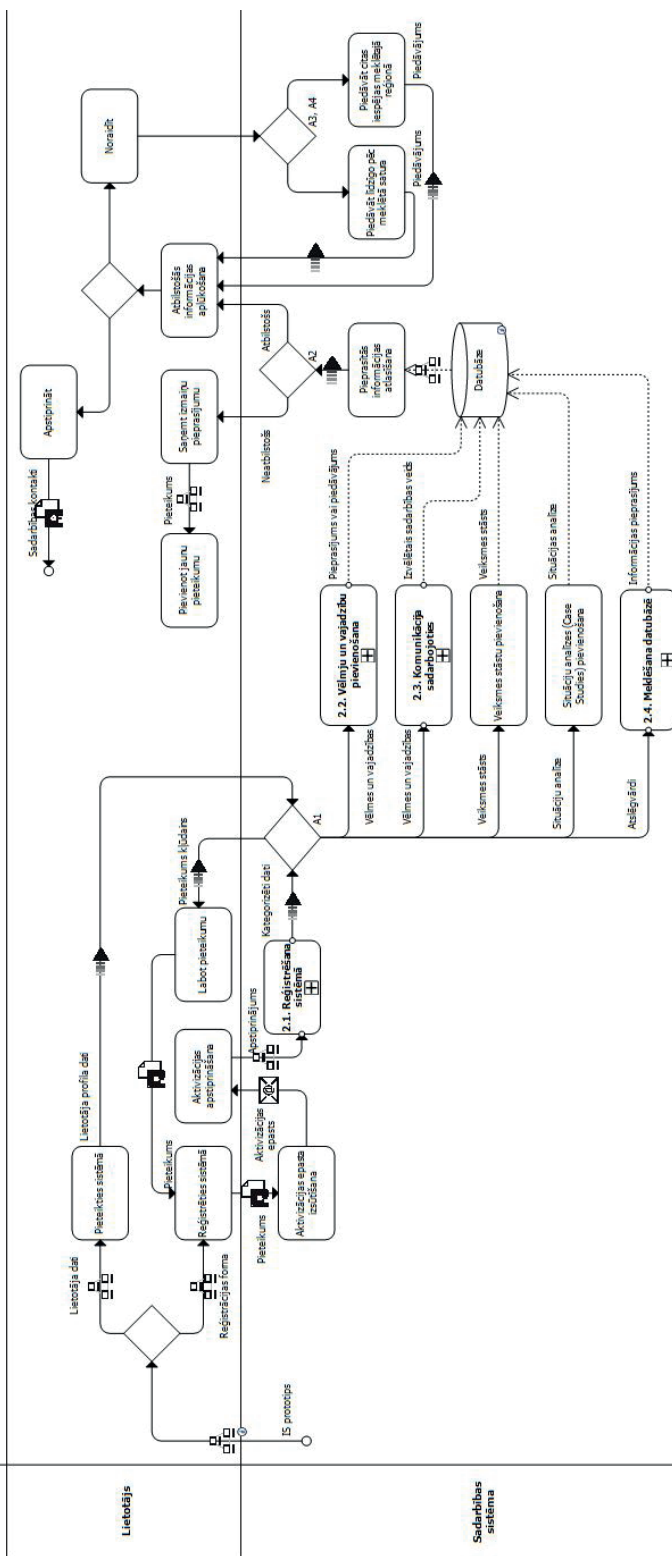 Lietotājs
Sadarbības
sistēma
IS prototips
Lietotāja dati
Reģistrācijas forma
Pieteikties sistēmā
Reģistrēties sistēmā
Lietotāja profila dati
Pieteikums
Pieteikums
Aktivizācijas epasta
izsūtīšana
Aktivizācijas
epasts
Aktivizācijas
apstiprināšana
Apstiprinājums
Labot pieteikumu
Pieteikums kļūdains
2.1. Reģistrēšana
sistēmā
Kategorizēti dati
A1
Vēlmes un vajadzības
Vēlmes un vajadzības
Veiksmes stāsts
Situāciju analīze
Atslēgvārdi
2.2. Vēlmju un vajadzību
pievienošana
2.3. Komunikācija
sadarbojoties
Veiksmes stāstu pievienošana
Situāciju analīzes (Case
Studies) pievienošana
2.4. Meklēšana datubāzē
Pieprasījums vai piedāvājums
Izvēlētais sadarbības veids
Veiksmes stāsts
Situācijas analīze
Informācijas pieprasījums
Datubāze
Pieprasītās
informācijas
atlasīšana
A2
Neatbilstošs
Atbilstošs
Saņemt izmaiņu
pieprasījumu
Pieteikums
Pievienot jaunu
pieteikumu
Atbilstošās
informācijas
aplūkošana
Apstiprināt
Sadarbības kontakti
Noraidīt
A3, A4
Piedāvāt līdzīgo pēc
meklētā satura
Piedāvāt citas
iespējas meklētajā
reģionā
Piedāvājums
Piedāvājums